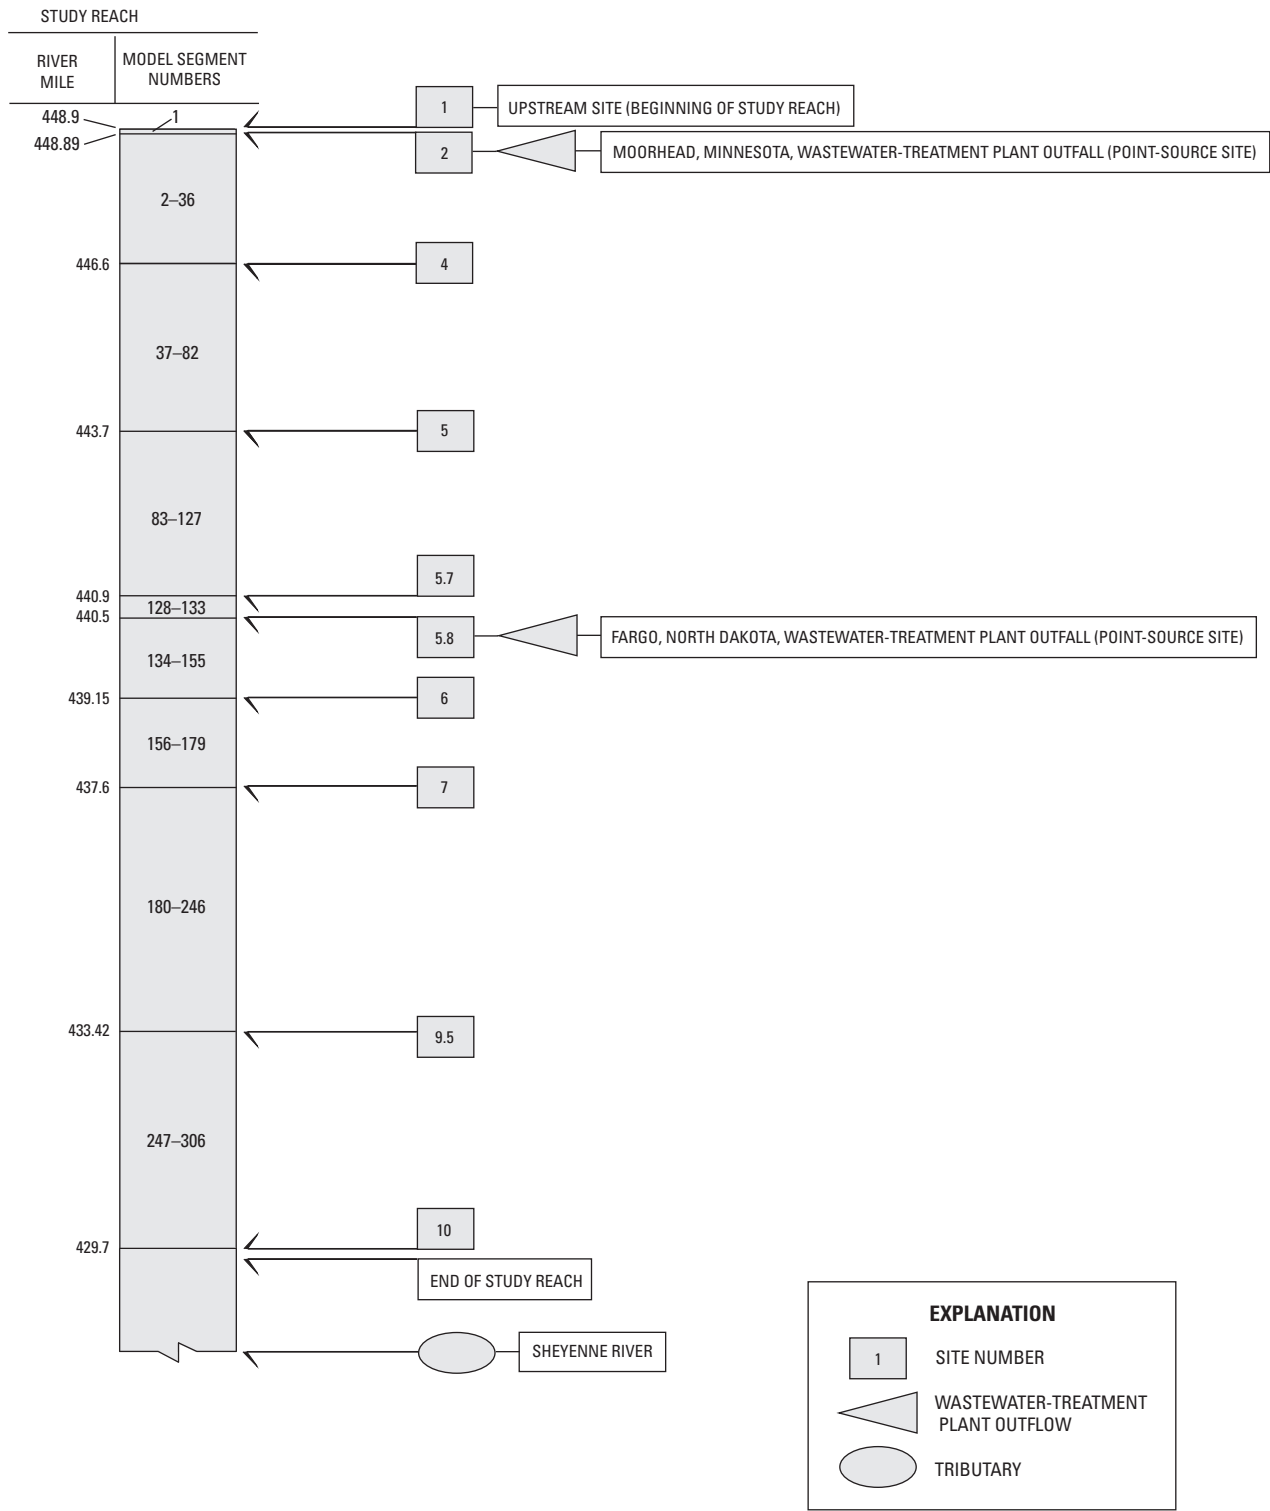 STUDY REACH
RIVER
MILE
MODEL SEGMENT
NUMBERS
448.9
1
1
UPSTREAM SITE (BEGINNING OF STUDY REACH)
448.89
2
MOORHEAD, MINNESOTA, WASTEWATER-TREATMENT PLANT OUTFALL (POINT-SOURCE SITE)
2–36
446.6
4
37–82
443.7
5
83–127
5.7
440.9
128–133
440.5
5.8
FARGO, NORTH DAKOTA, WASTEWATER-TREATMENT PLANT OUTFALL (POINT-SOURCE SITE)
134–155
439.15
6
156–179
437.6
7
180–246
433.42
9.5
247–306
10
429.7
END OF STUDY REACH
SHEYENNE RIVER
EXPLANATION
1
SITE NUMBER
WASTEWATER-TREATMENT
PLANT OUTFLOW
TRIBUTARY